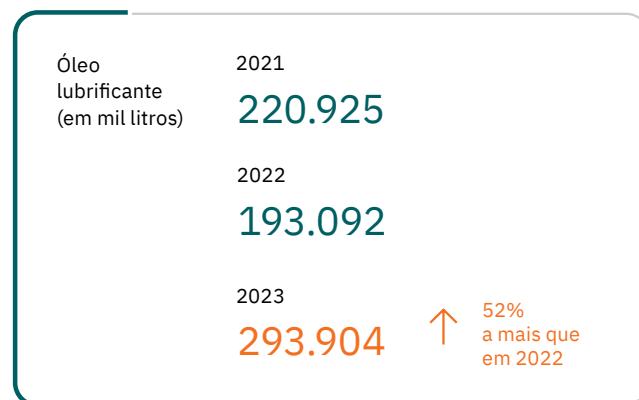 Óleo
lubrificante
(em mil litros)
2021
220.925
2022
193.092
2023
293.904
52%
a mais que
em 2022